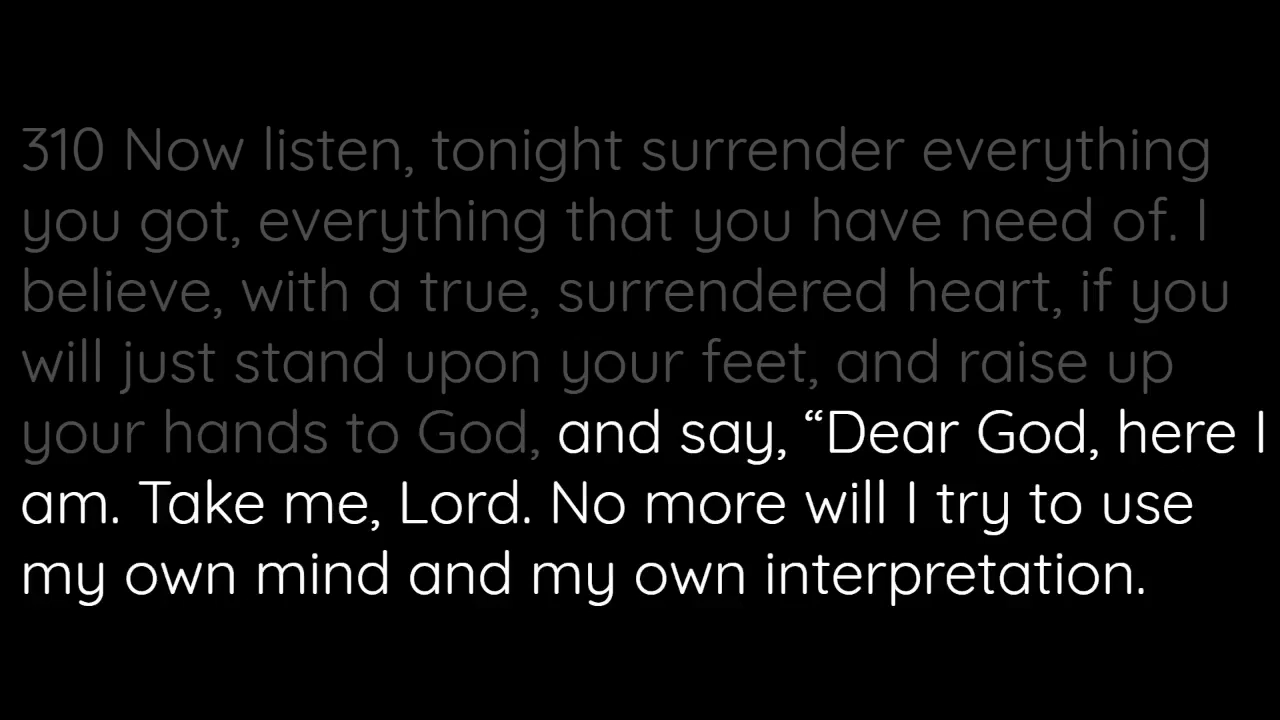 310 Now listen, tonight surrender everything
you got, everything that you have need of. I
believe, with a true, surrendered heart, if you
will just stand upon your feet, and raise up
your hands to God, and say, “Dear God, here I
am. Take me, Lord. No more will I try to use
my own mind and my own interpretation.